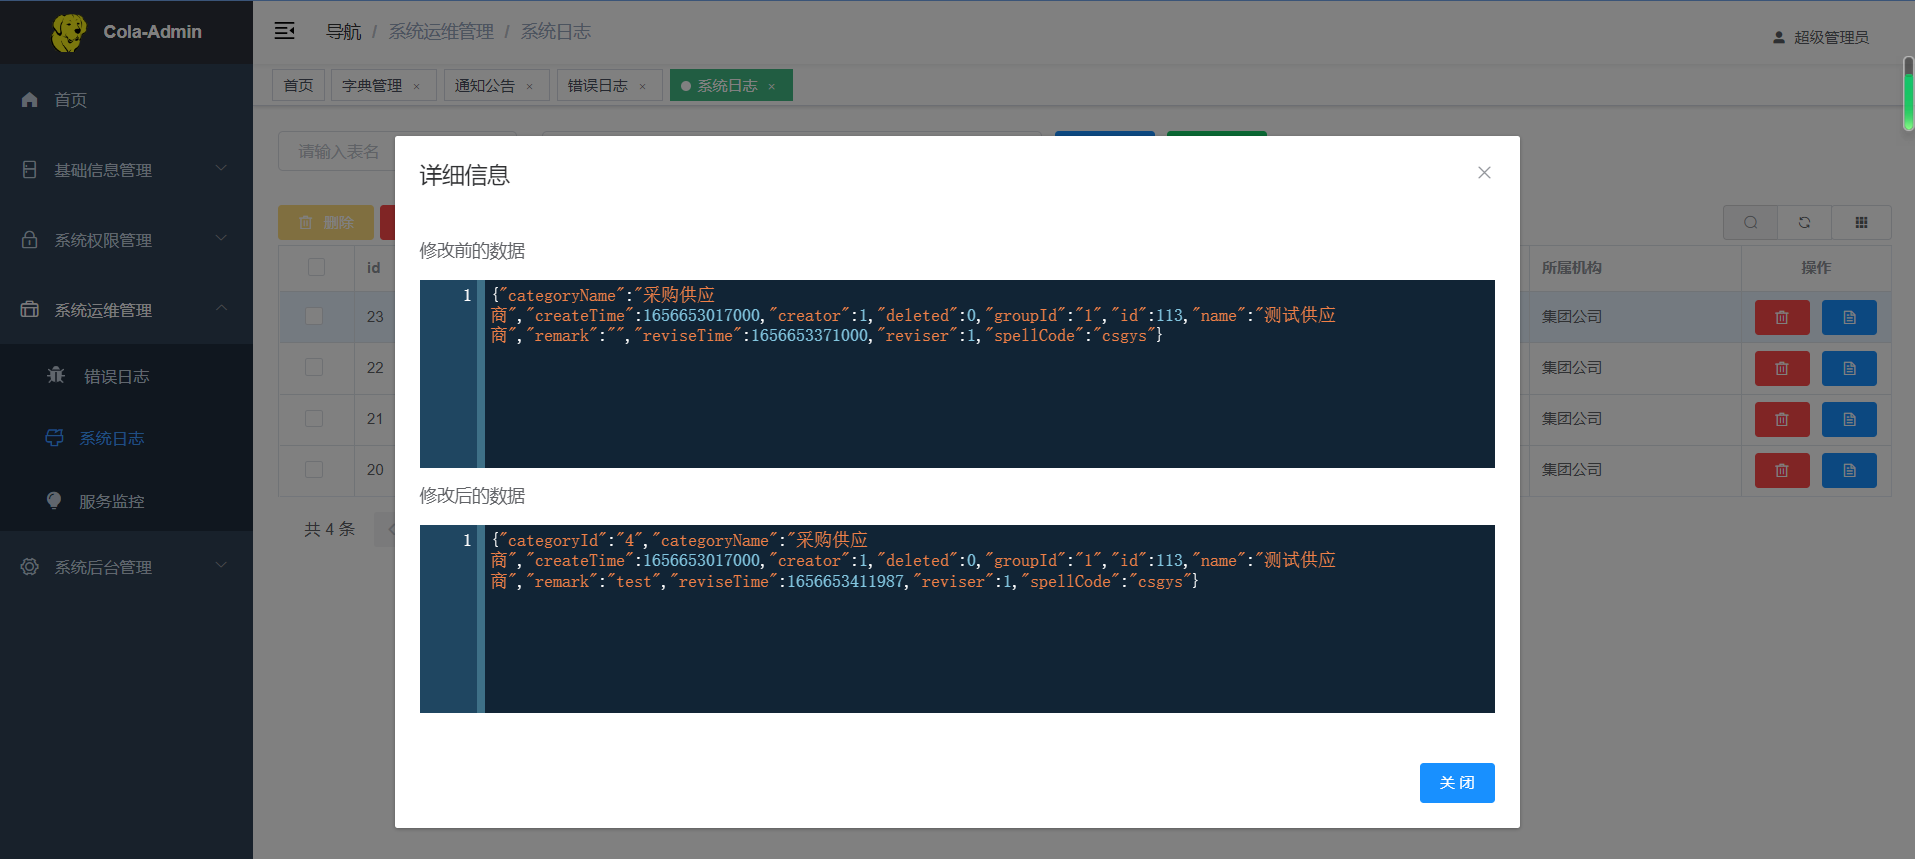 Cola-Admin
导航 / 系统运维管理 / 系统日志
超级管理员
首页
字典管理 ×
通知公告 ×
错误日志 ×
系统日志 ×
首页
基础信息管理
系统权限管理
系统运维管理
错误日志
系统日志
服务监控
系统后台管理
请输入表名
删除
id
所属机构
操作
23
集团公司
22
集团公司
21
集团公司
20
集团公司
共 4 条
详细信息
修改前的数据
1
{"categoryName":"采购供应
商","createTime":1656653017000,"creator":1,"deleted":0,"groupId":"1","id":113,"name":"测试供应
商","remark":"","reviseTime":1656653371000,"reviser":1,"spellCode":"csgys"}
修改后的数据
1
{"categoryId":"4","categoryName":"采购供应
商","createTime":1656653017000,"creator":1,"deleted":0,"groupId":"1","id":113,"name":"测试供应
商","remark":"test","reviseTime":1656653411987,"reviser":1,"spellCode":"csgys"}
关 闭